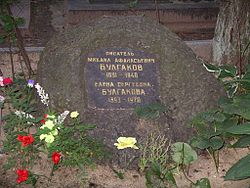 ПИСАТЕЛЬ
МИХАИЛ АФАНАСЬЕВИЧ
БУЛГАКОВ
1891 – 1940
ЕЛЕНА СЕРГЕЕВНА
БУЛГАКОВА
1893 – 1970